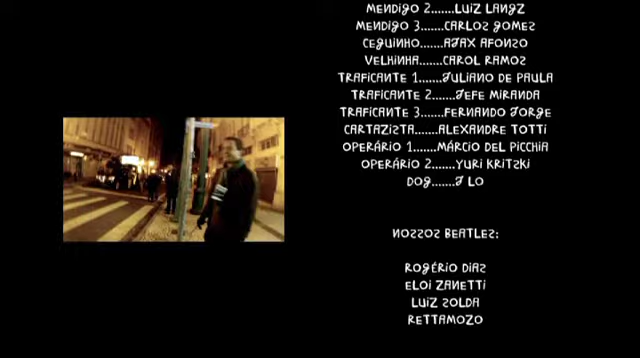 MENDIGO 2.......LUIZ LANGZ
MENDIGO 3.......CARLOS GOMES
CEGUINHO.......AJAX AFONSO
VELHINHA.......CAROL RAMOS
TRAFICANTE 1.......JULIANO DE PAULA
TRAFICANTE 2.......JEFE MIRANDA
TRAFICANTE 3.......FERNANDO JORGE
CARTAZISTA.......ALEXANDRE TOTTI
OPERÁRIO 1.......MÁRCIO DEL PICCHIA
OPERÁRIO 2.......YURI KRITSKI
DOG.......J LO
NOSSOS BEATLES:
ROGÉRIO DIAS
ELOI ZANETTI
LUIZ SOLDA
RETTAMOZO